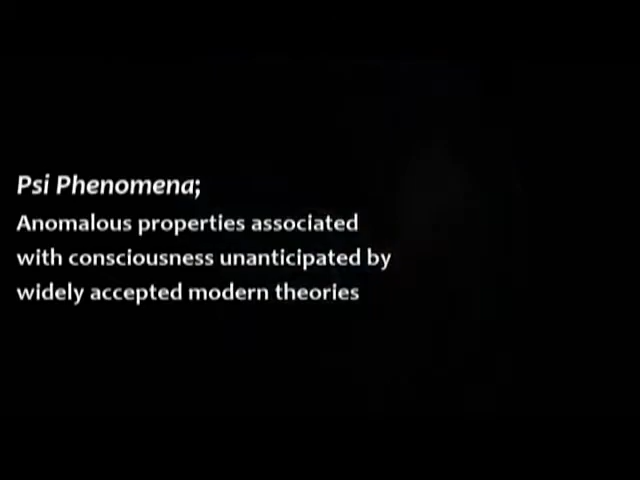 Psi Phenomena;
Anomalous properties associated
with consciousness unanticipated by
widely accepted modern theories